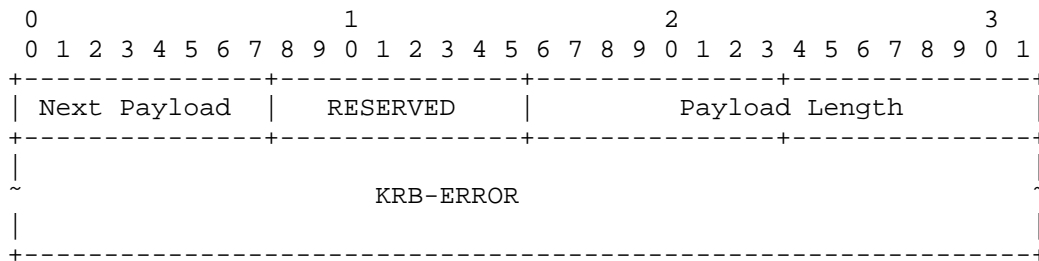 0                   1                   2                   3
 0 1 2 3 4 5 6 7 8 9 0 1 2 3 4 5 6 7 8 9 0 1 2 3 4 5 6 7 8 9 0 1
+---------------+---------------+---------------+---------------+
| Next Payload  |   RESERVED    |         Payload Length        |
+---------------+---------------+---------------+---------------+
|                                                               |
~                      KRB-ERROR                                ~
|                                                               |
+---------------------------------------------------------------+